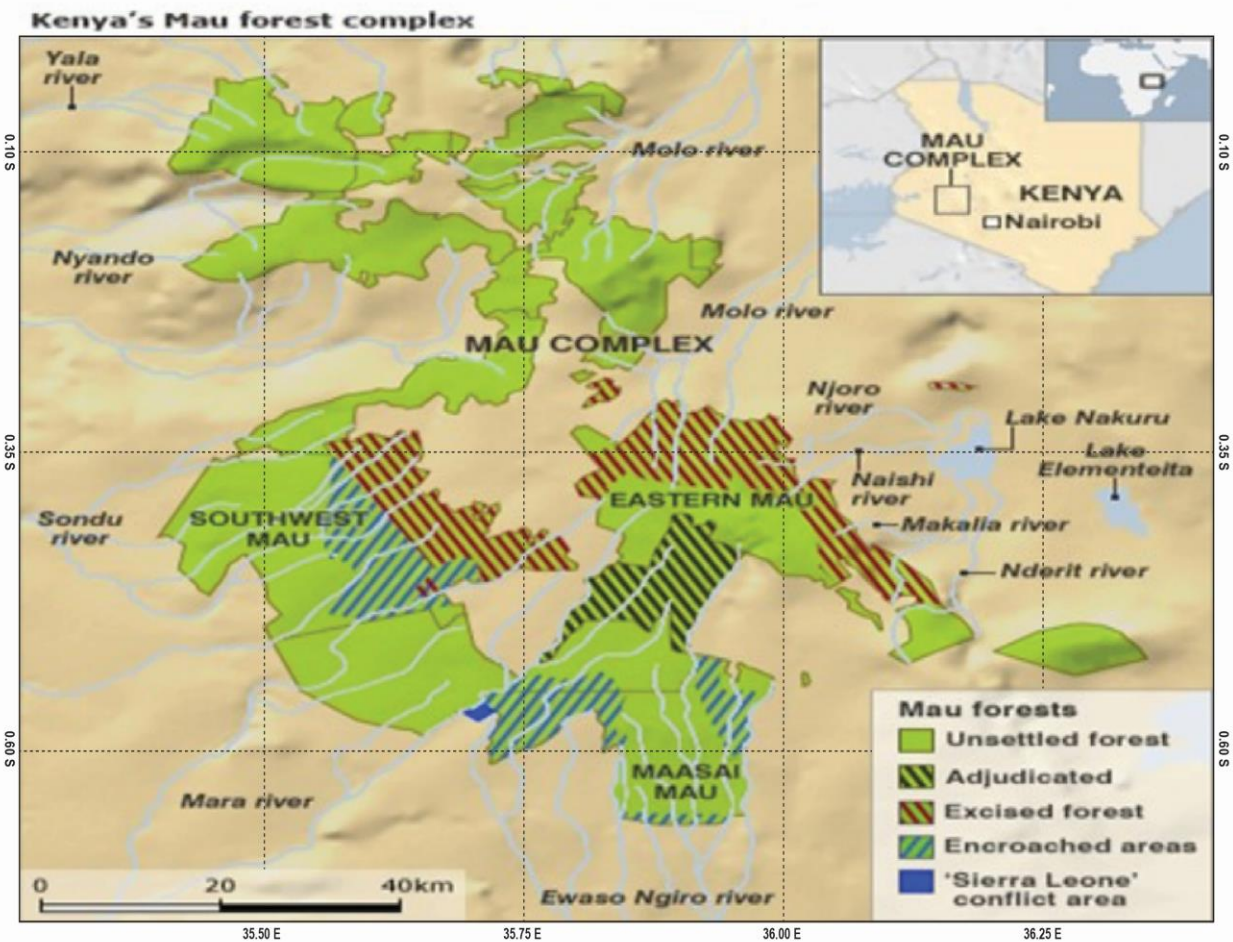 Kenya's Mau forest complex
Yala
river
Molo river
Nyando
river
Molo river
MAU COMPLEX
Njoro
river
Lake Nakuru
Lake
Elementeita
Naishi
river
EASTERN MAU
SOUTHWEST
MAU
Sondu
river
Makalia river
Nderit river
MAASAI
MAU
Mara river
Ewaso Ngiro river
MAU
COMPLEX
KENYA
Nairobi
Mau forests
Unsettled forest
Adjudicated
Excised forest
Encroached areas
'Sierra Leone'
conflict area
0 20 40km
0.10 S
0.35 S
0.60 S
0.10 S
0.35 S
0.60 S
35.50 E 35.75 E 36.00 E 36.25 E